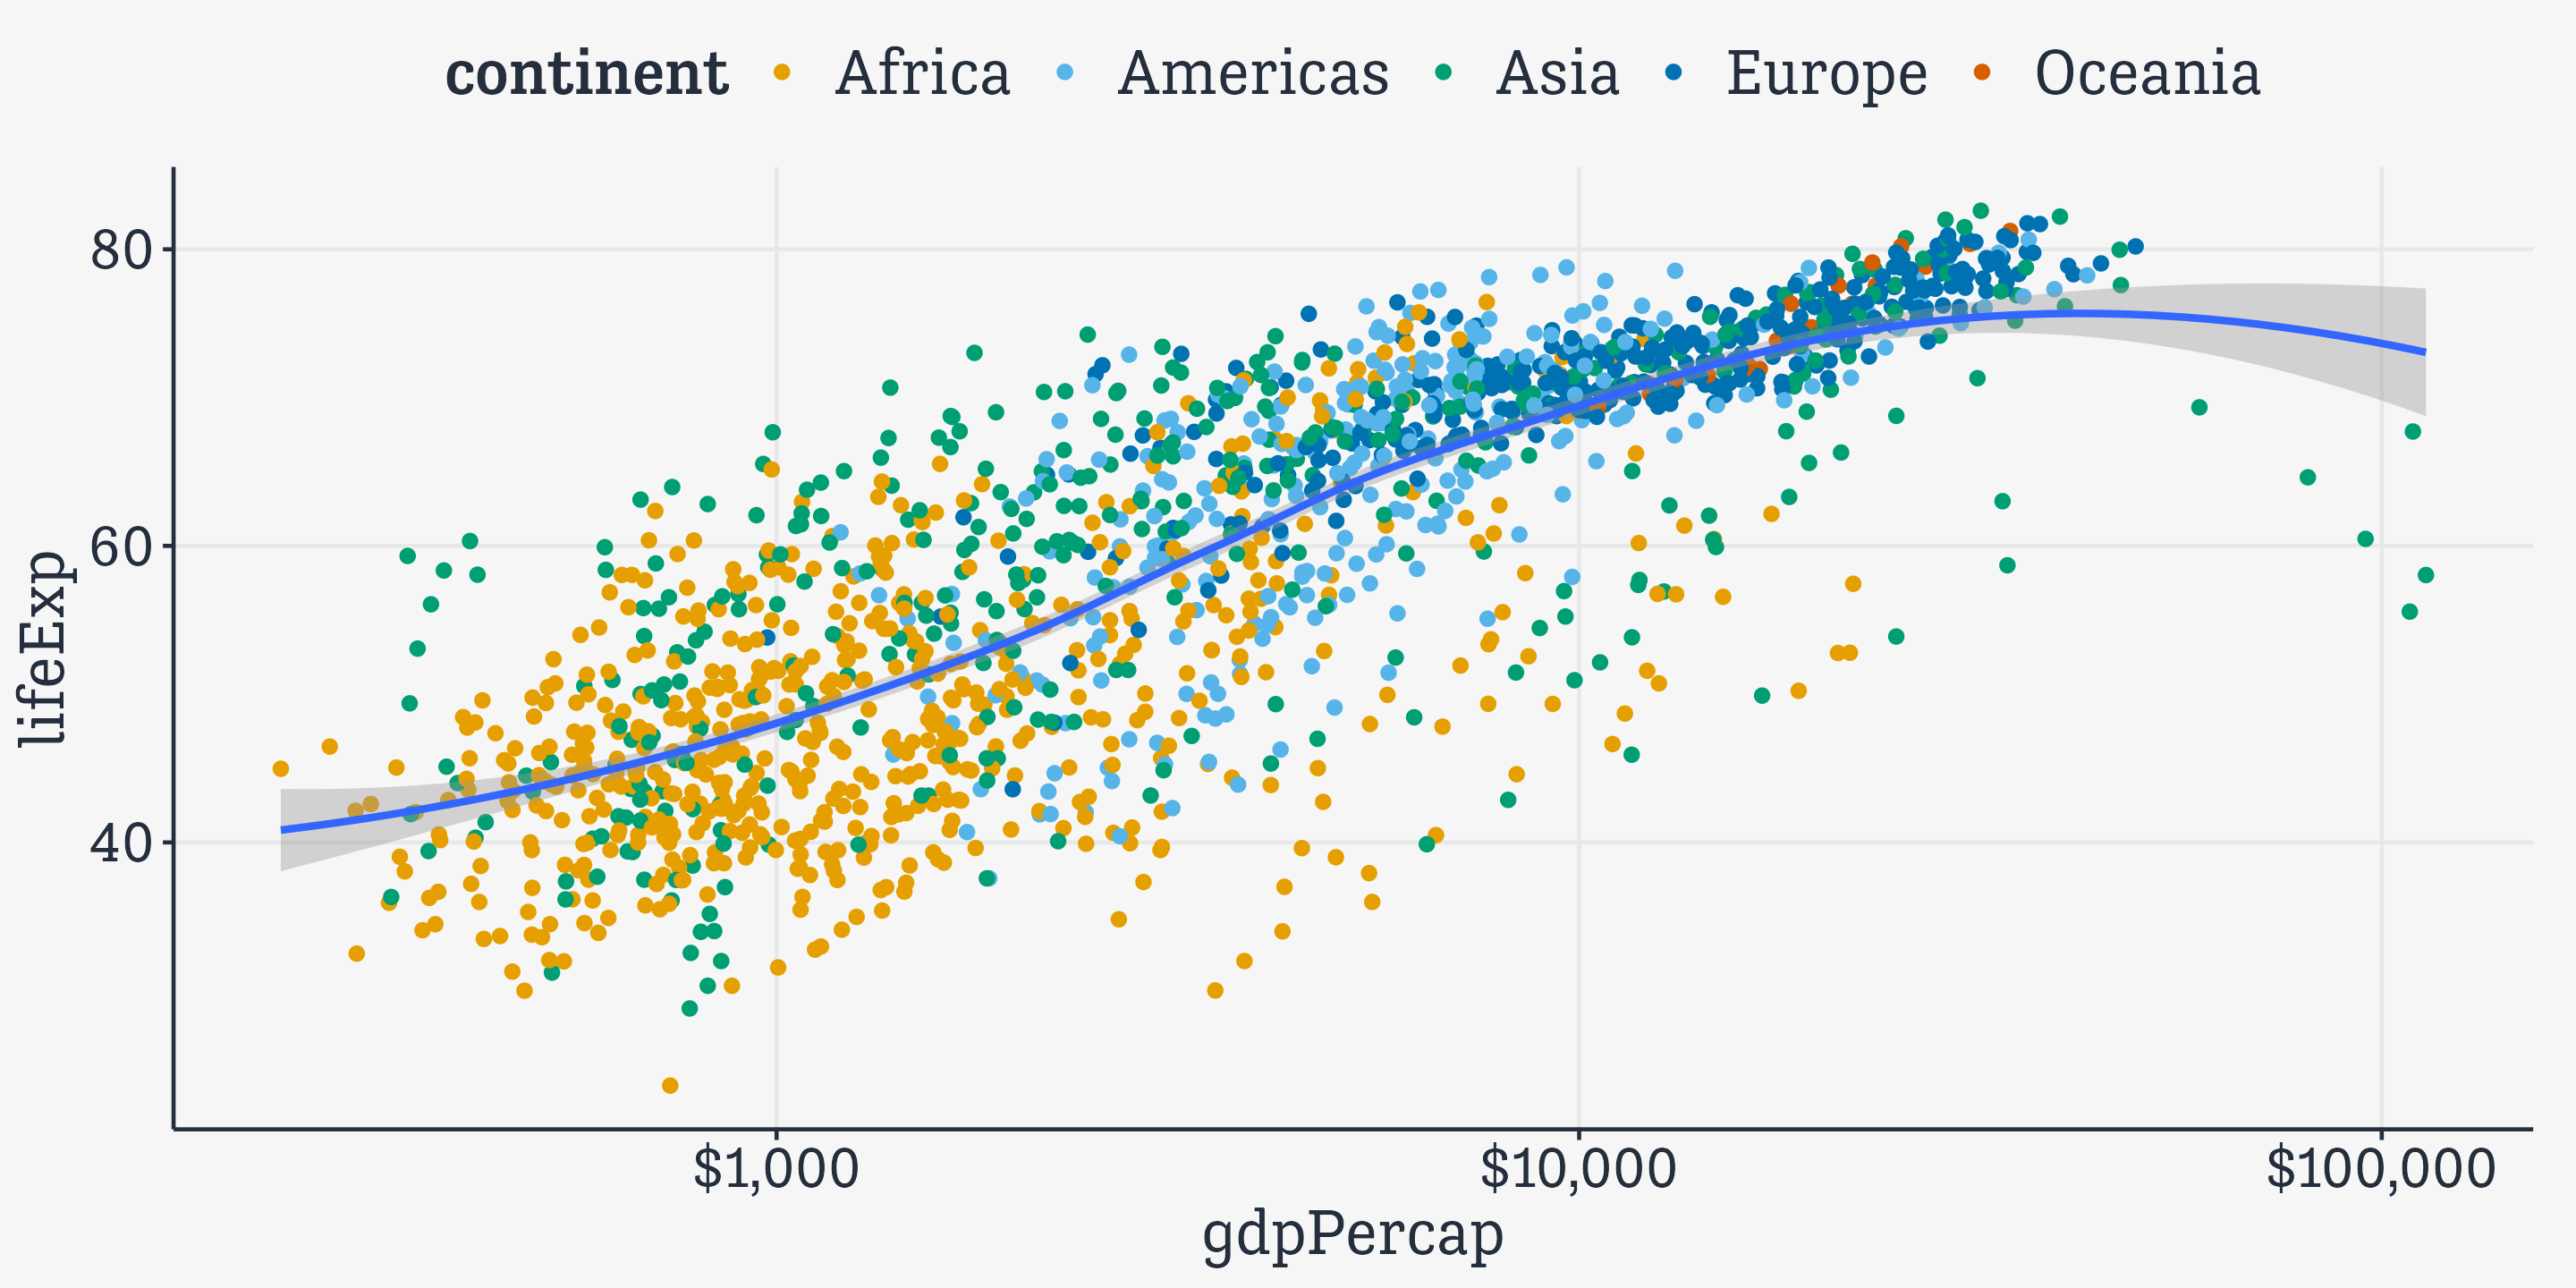 continent Africa Americas Asia Europe Oceania
80
60
40
lifeExp
$1,000 $10,000 $100,000
gdpPercap